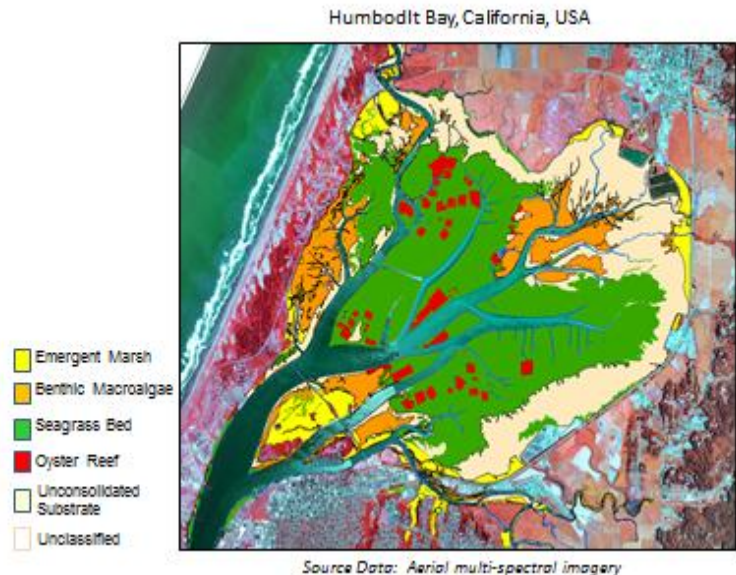 Humbodlt Bay, California, USA
Emergent Marsh
Benthic Macroalgae
Seagrass Bed
Oyster Reef
Unconsolidated
Substrate
Unclassified
Source Data: Aerial multi-spectral imagery